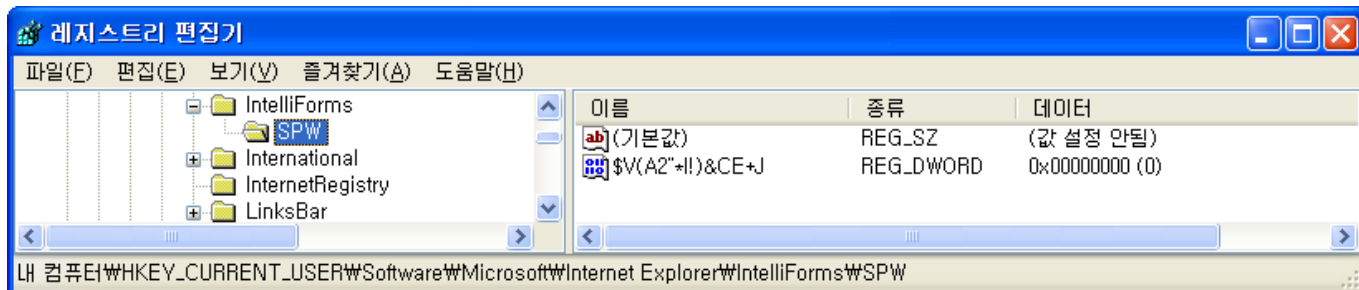 레지스트리 편집기
파일(F) 편집(E) 보기(V) 즐겨찾기(A) 도움말(H)
IntelliForms
SPW
International
InternetRegistry
LinksBar
이름 종류 데이터
(기본값) REG_SZ (값 설정 안됨)
$V(A2"*I!)&CE+J REG_DWORD 0x00000000 (0)
내 컴퓨터₩HKEY_CURRENT_USER₩Software₩Microsoft₩Internet Explorer₩IntelliForms₩SPW